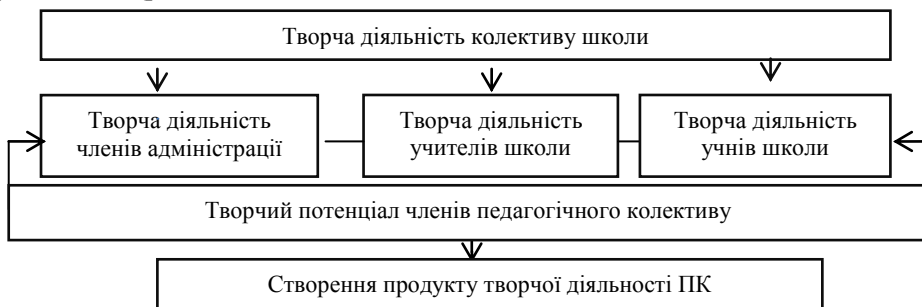 Творча діяльність колективу школи
Творча діяльність
членів адміністрації
Творча діяльність
учителів школи
Творча діяльність
учнів школи
Творчий потенціал членів педагогічного колективу
Створення продукту творчої діяльності ПК